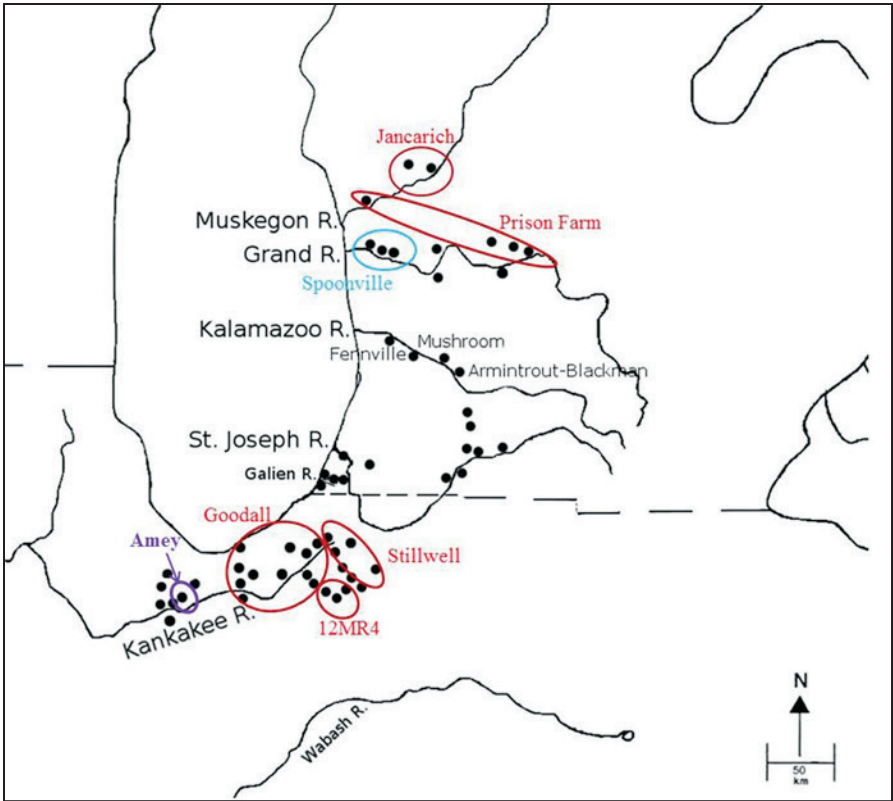 Jancarich
Muskegon R.
Prison Farm
Grand R.
Spoonville
Kalamazoo R.
Mushroom
Fennville
Armintrout-Blackman
St. Joseph R.
Galien R.
Goodall
Amey
Stillwell
12MR4
Kankakee R.
Wabash R.
N
50
km